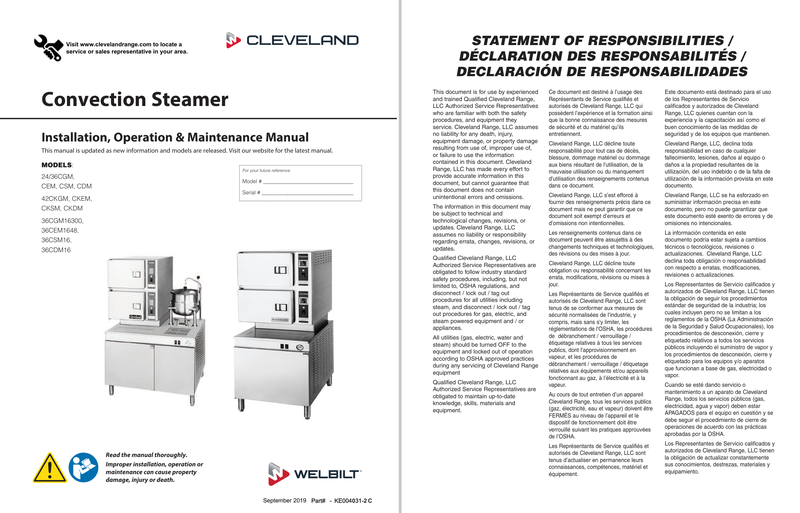 Visit www.clevelandrange.com to locate a
service or sales representative in your area.
CLEVELAND
Convection Steamer
Installation, Operation & Maintenance Manual
This manual is updated as new information and models are released. Visit our website for the latest manual.
MODELS:
24/36CGM,
CEM, CSM, CDM
42CKGM, CKEM,
CKSM, CKDM
36CGM16300,
36CEM1648,
36CSM16,
36CDM16
For your future reference:
Model #
Serial #
Read the manual thoroughly.
Improper installation, operation or
maintenance can cause property
damage, injury or death.
WELBILT
September 2019 Part# - KE004031-2 C
STATEMENT OF RESPONSIBILITIES /
DÉCLARATION DES RESPONSABILITÉS /
DECLARACIÓN DE RESPONSABILIDADES
This document is for use by experienced
and trained Qualified Cleveland Range,
LLC Authorized Service Representatives
who are familiar with both the safety
procedures, and equipment they
service. Cleveland Range, LLC assumes
no liability for any death, injury,
equipment damage, or property damage
resulting from use of, improper use of,
or failure to use the information
contained in this document. Cleveland
Range, LLC has made every effort to
provide accurate information in this
document, but cannot guarantee that
this document does not contain
unintentional errors and omissions.
The information in this document may
be subject to technical and
technological changes, revisions, or
updates. Cleveland Range, LLC
assumes no liability or responsibility
regarding errata, changes, revisions, or
updates.
Qualified Cleveland Range, LLC
Authorized Service Representatives are
obligated to follow industry standard
safety procedures, including, but not
limited to, OSHA regulations, and
disconnect / lock out / tag out
procedures for all utilities including
steam, and disconnect / lock out / tag
out procedures for gas, electric, and
steam powered equipment and / or
appliances.
All utilities (gas, electric, water and
steam) should be turned OFF to the
equipment and locked out of operation
according to OSHA approved practices
during any servicing of Cleveland Range
equipment
Qualified Cleveland Range, LLC
Authorized Service Representatives are
obligated to maintain up-to-date
knowledge, skills, materials and
equipment.
Ce document est destiné à l'usage des
Représentants de Service qualifiés et
autorisés de Cleveland Range, LLC qui
possèdent l'expérience et la formation ainsi
que la bonne connaissance des mesures
de sécurité et du matériel qu'ils
entretiennent.
Cleveland Range, LLC décline toute
responsabilité pour tout cas de décès,
blessure, dommage matériel ou dommage
aux biens résultant de l'utilisation, de la
mauvaise utilisation ou du manquement
d'utilisation des renseignements contenus
dans ce document.
Cleveland Range, LLC s'est efforcé à
fournir des renseignements précis dans ce
document mais ne peut garantir que ce
document soit exempt d'erreurs et
d'omissions non intentionnelles.
Les renseignements contenus dans ce
document peuvent être assujettis à des
changements techniques et technologiques,
des révisions ou des mises à jour.
Cleveland Range, LLC décline toute
obligation ou responsabilité concernant les
errata, modifications, révisions ou mises à
jour.
Les Représentants de Service qualifiés et
autorisés de Cleveland Range, LLC sont
tenus de se conformer aux mesures de
sécurité normalisées de l'industrie, y
compris, mais sans s'y limiter, les
réglementations de l'OSHA, les procédures
de débranchement / verrouillage /
étiquetage relatives à tous les services
publics, dont l'approvisionnement en
vapeur, et les procédures de
débranchement / verrouillage / étiquetage
relatives aux équipements et/ou appareils
fonctionnant au gaz, à l'électricité et à la
vapeur.
Au cours de tout entretien d'un appareil
Cleveland Range, tous les services publics
(gaz, électricité, eau et vapeur) doivent être
FERMÉS au niveau de l'appareil et le
dispositif de fonctionnement doit être
verrouillé suivant les pratiques approuvées
de l'OSHA.
Les Représentants de Service qualifiés et
autorisés de Cleveland Range, LLC sont
tenus d'actualiser en permanence leurs
connaissances, compétences, matériel et
équipement.
Este documento está destinado para el uso
de los Representantes de Servicio
calificados y autorizados de Cleveland
Range, LLC quienes cuentan con la
experiencia y la capacitación así como el
buen conocimiento de las medidas de
seguridad y de los equipos que mantienen.
Cleveland Range, LLC, declina toda
responsabilidad en caso de cualquier
fallecimiento, lesiones, daños al equipo o
daños a la propiedad resultantes de la
utilización, del uso indebido o de la falta de
utilización de la información provista en este
documento.
Cleveland Range, LLC se ha esforzado en
suministrar información precisa en este
documento, pero no puede garantizar que
este documento esté exento de errores y de
omisiones no intencionales.
La información contenida en este
documento podría estar sujeta a cambios
técnicos o tecnológicos, revisiones o
actualizaciones. Cleveland Range, LLC
declina toda obligación o responsabilidad
con respecto a erratas, modificaciones,
revisiones o actualizaciones.
Los Representantes de Servicio calificados y
autorizados de Cleveland Range, LLC tienen
la obligación de seguir los procedimientos
estándar de seguridad de la industria; los
cuales incluyen pero no se limitan a los
reglamentos de la OSHA (La Administración
de la Seguridad y Salud Ocupacionales), los
procedimientos de desconexión, cierre y
etiquetado relativos a todos los servicios
públicos incluyendo el suministro de vapor y
los procedimientos de desconexión, cierre y
etiquetado para los equipos y/o aparatos
que funcionan a base de gas, electricidad o
vapor.
Cuando se esté dando servicio o
mantenimiento a un aparato de Cleveland
Range, todos los servicios públicos (gas,
electricidad, agua y vapor) deben estar
APAGADOS para el equipo en cuestión y se
debe seguir el procedimiento de cierre de
operaciones de acuerdo con las prácticas
aprobadas por la OSHA.
Los Representantes de Servicio calificados y
autorizados de Cleveland Range, LLC tienen
la obligación de actualizar constantemente
sus conocimientos, destrezas, materiales y
equipamiento.